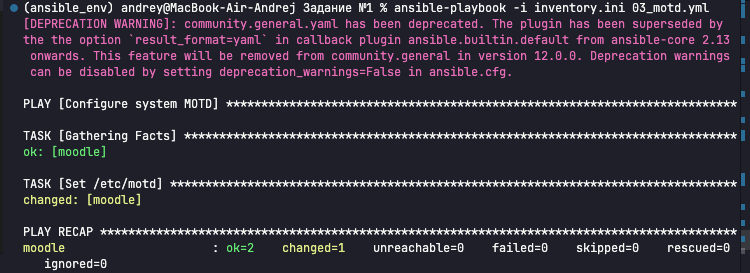 (ansible_env) andrey@MacBook-Air-Andrej Задание №1 % ansible-playbook -i inventory.ini 03_motd.yml
[DEPRECATION WARNING]: community.general.yaml has been deprecated. The plugin has been superseded by
the the option `result_format=yaml` in callback plugin ansible.builtin.default from ansible-core 2.13
onwards. This feature will be removed from community.general in version 12.0.0. Deprecation warnings
can be disabled by setting deprecation_warnings=False in ansible.cfg.
PLAY [Configure system MOTD] *************************************************************************
TASK [Gathering Facts] *******************************************************************************
ok: [moodle]
TASK [Set /etc/motd] *********************************************************************************
changed: [moodle]
PLAY RECAP *******************************************************************************************
moodle                     : ok=2    changed=1    unreachable=0    failed=0    skipped=0    rescued=0
ignored=0